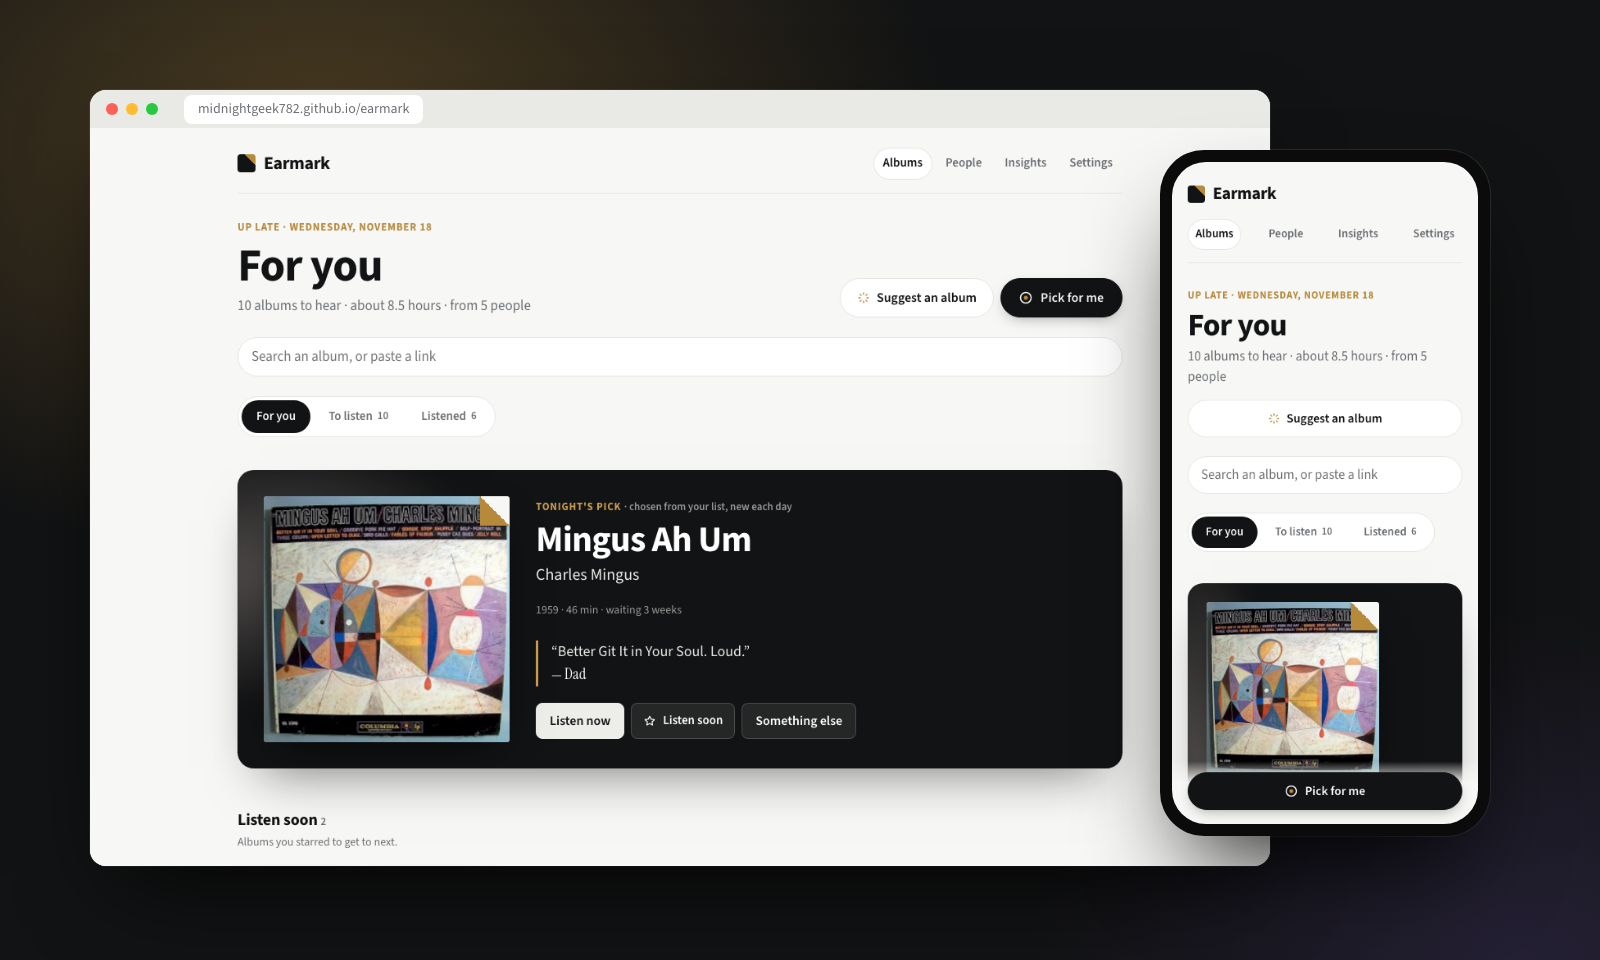 midnightgeek782.github.io/earmark
Earmark
Albums People Insights Settings
UP LATE · WEDNESDAY, NOVEMBER 18
For you
10 albums to hear · about 8.5 hours · from 5 people
Suggest an album
Pick for me
Search an album, or paste a link
For you To listen 10 Listened 6
MINGUS AH UM/CHARLES MING
COLUMBIA
TONIGHT'S PICK · chosen from your list, new each day
Mingus Ah Um
Charles Mingus
1959 · 46 min · waiting 3 weeks
“Better Git It in Your Soul. Loud.”
— Dad
Listen now
Listen soon
Something else
Listen soon 2
Albums you starred to get to next.
Earmark
Albums People Insights Settings
UP LATE · WEDNESDAY, NOVEMBER 18
For you
10 albums to hear · about 8.5 hours · from 5
people
Suggest an album
Search an album, or paste a link
For you To listen 10 Listened 6
MINGUS AH UM/CHARLES MIN
COLUMBIA
Pick for me